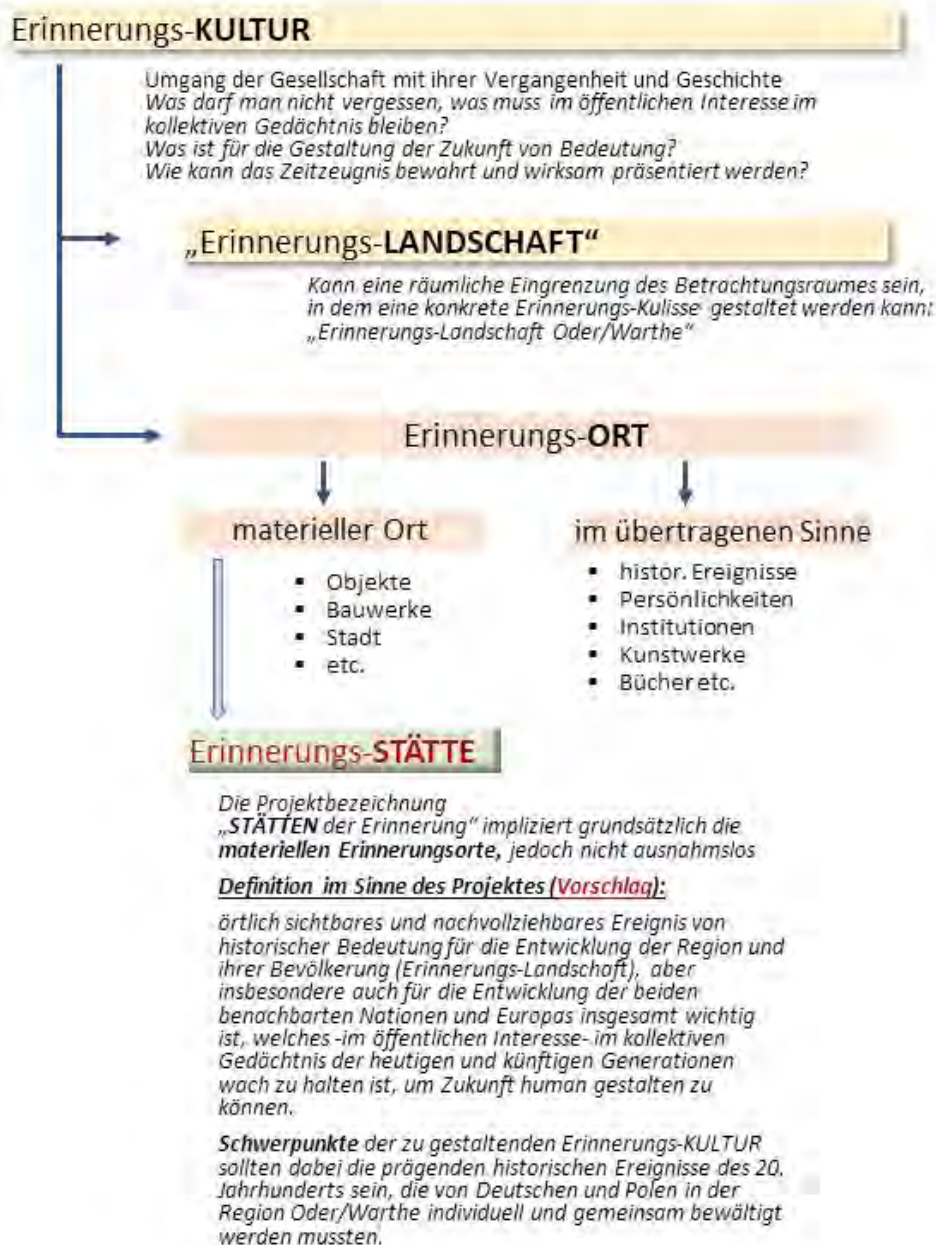 Erinnerungs-KULTUR
Umgang der Gesellschaft mit ihrer Vergangenheit und Geschichte
Was darf man nicht vergessen, was muss im öffentlichen Interesse im
kollektiven Gedächtnis bleiben?
Was ist für die Gestaltung der Zukunft von Bedeutung?
Wie kann das Zeitzeugnis bewahrt und wirksam präsentiert werden?
„Erinnerungs-LANDSCHAFT“
Kann eine räumliche Eingrenzung des Betrachtungsraumes sein,
in dem eine konkrete Erinnerungs-Kulisse gestaltet werden kann:
„Erinnerungs-Landschaft Oder/Warthe“
Erinnerungs-ORT
materieller Ort
▪ Objekte
▪ Bauwerke
▪ Stadt
▪ etc.
im übertragenen Sinne
▪ histor. Ereignisse
▪ Persönlichkeiten
▪ Institutionen
▪ Kunstwerke
▪ Bücher etc.
Erinnerungs-STÄTTE
Die Projektbezeichnung
„STÄTTEN der Erinnerung“ impliziert grundsätzlich die
materiellen Erinnerungsorte, jedoch nicht ausnahmslos
Definition im Sinne des Projektes (Vorschlag):
örtlich sichtbares und nachvollziehbares Ereignis von
historischer Bedeutung für die Entwicklung der Region und
ihrer Bevölkerung (Erinnerungs-Landschaft), aber
insbesondere auch für die Entwicklung der beiden
benachbarten Nationen und Europas insgesamt wichtig
ist, welches -im öffentlichen Interesse- im kollektiven
Gedächtnis der heutigen und künftigen Generationen
wach zu halten ist, um Zukunft human gestalten zu
können.
Schwerpunkte der zu gestaltenden Erinnerungs-KULTUR
sollten dabei die prägenden historischen Ereignisse des 20.
Jahrhunderts sein, die von Deutschen und Polen in der
Region Oder/Warthe individuell und gemeinsam bewältigt
werden mussten.